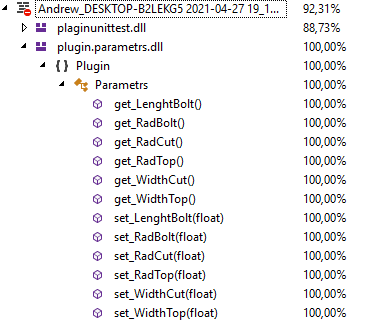 Andrew_DESKTOP-B2LEKG5 2021-04-27 19_1... 92,31%
plaginunittest.dll 88,73%
plugin.parametrs.dll 100,00%
{ } Plugin 100,00%
Parametrs 100,00%
get_LenghtBolt() 100,00%
get_RadBolt() 100,00%
get_RadCut() 100,00%
get_RadTop() 100,00%
get_WidthCut() 100,00%
get_WidthTop() 100,00%
set_LenghtBolt(float) 100,00%
set_RadBolt(float) 100,00%
set_RadCut(float) 100,00%
set_RadTop(float) 100,00%
set_WidthCut(float) 100,00%
set_WidthTop(float) 100,00%